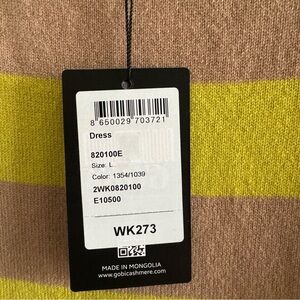 8 650029 703721
Dress
820100E
Size: L
Color: 1354/1039
2WK0820100
E10500
WK273
MADE IN MONGOLIA
www.gobicashmere.com